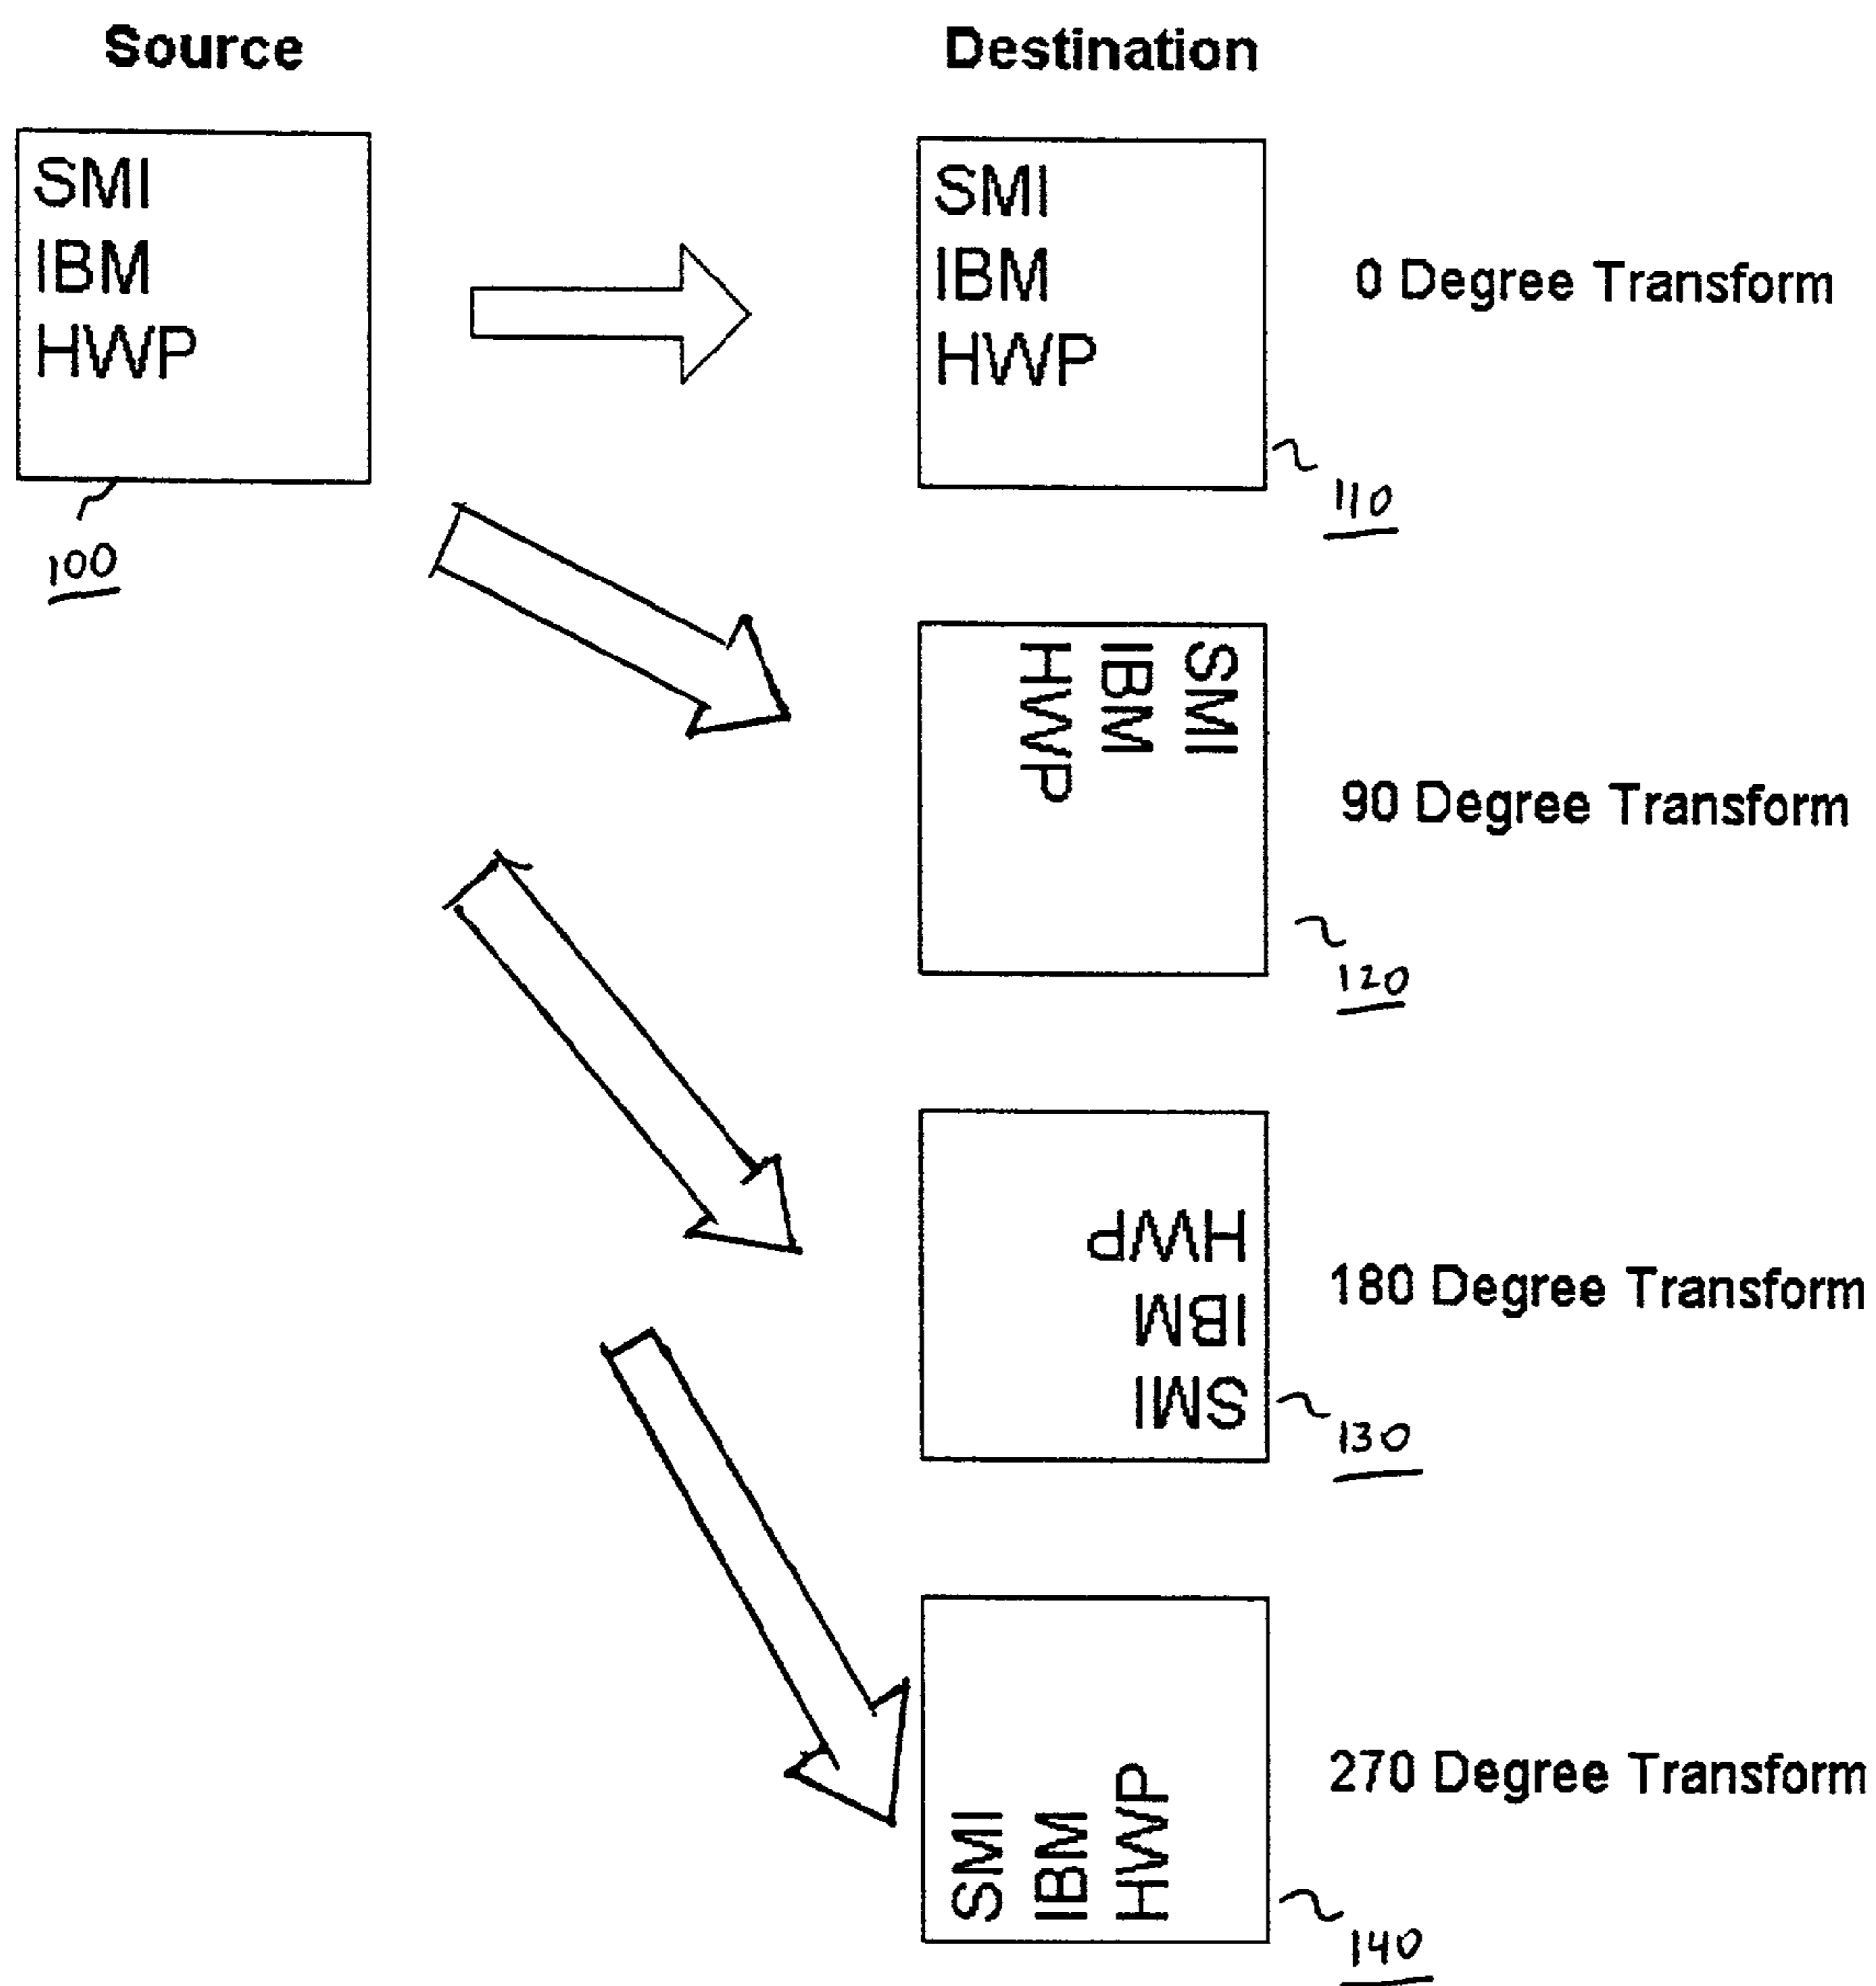 Source
Destination
SMI
IBM
HWP
100
SMI
IBM
HWP
0 Degree Transform
110
SMI
IBM
HWP
90 Degree Transform
120
SMI
IBM
HWP
180 Degree Transform
130
SMI
IBM
HWP
270 Degree Transform
140